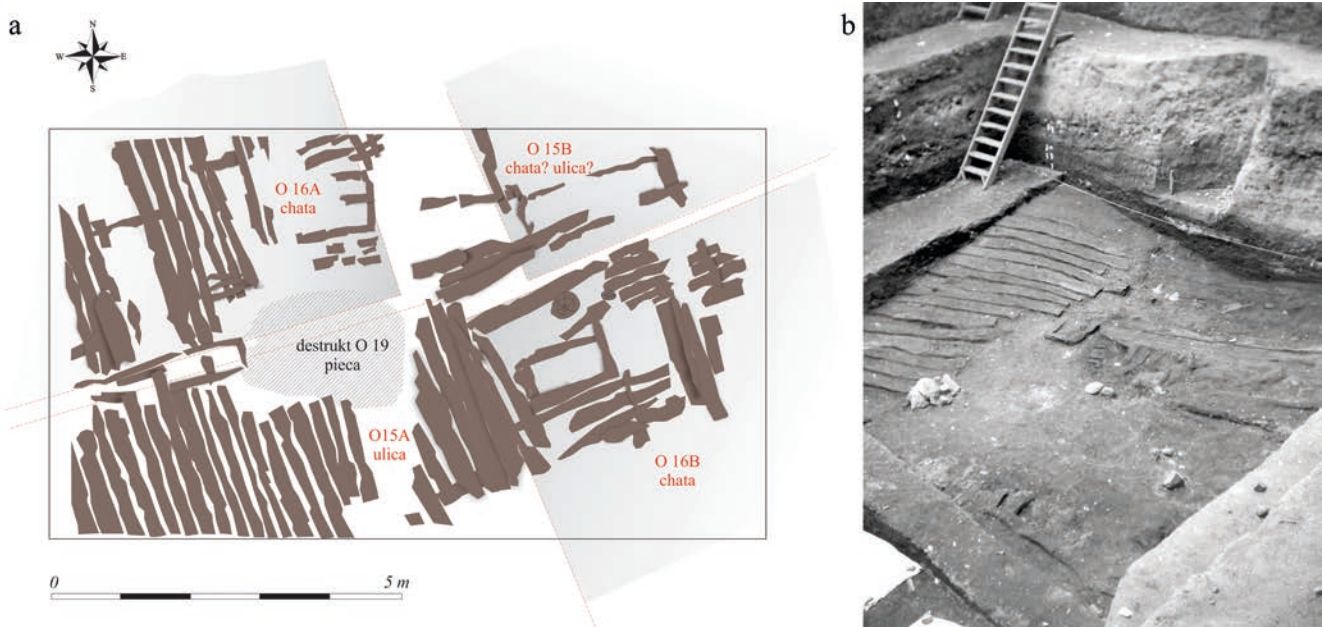 a
b
N
W E
S
O 16A
chata
O 15B
chata? ulica?
destrukt O 19
pieca
O15A
ulica
O 16B
chata
0 5 m